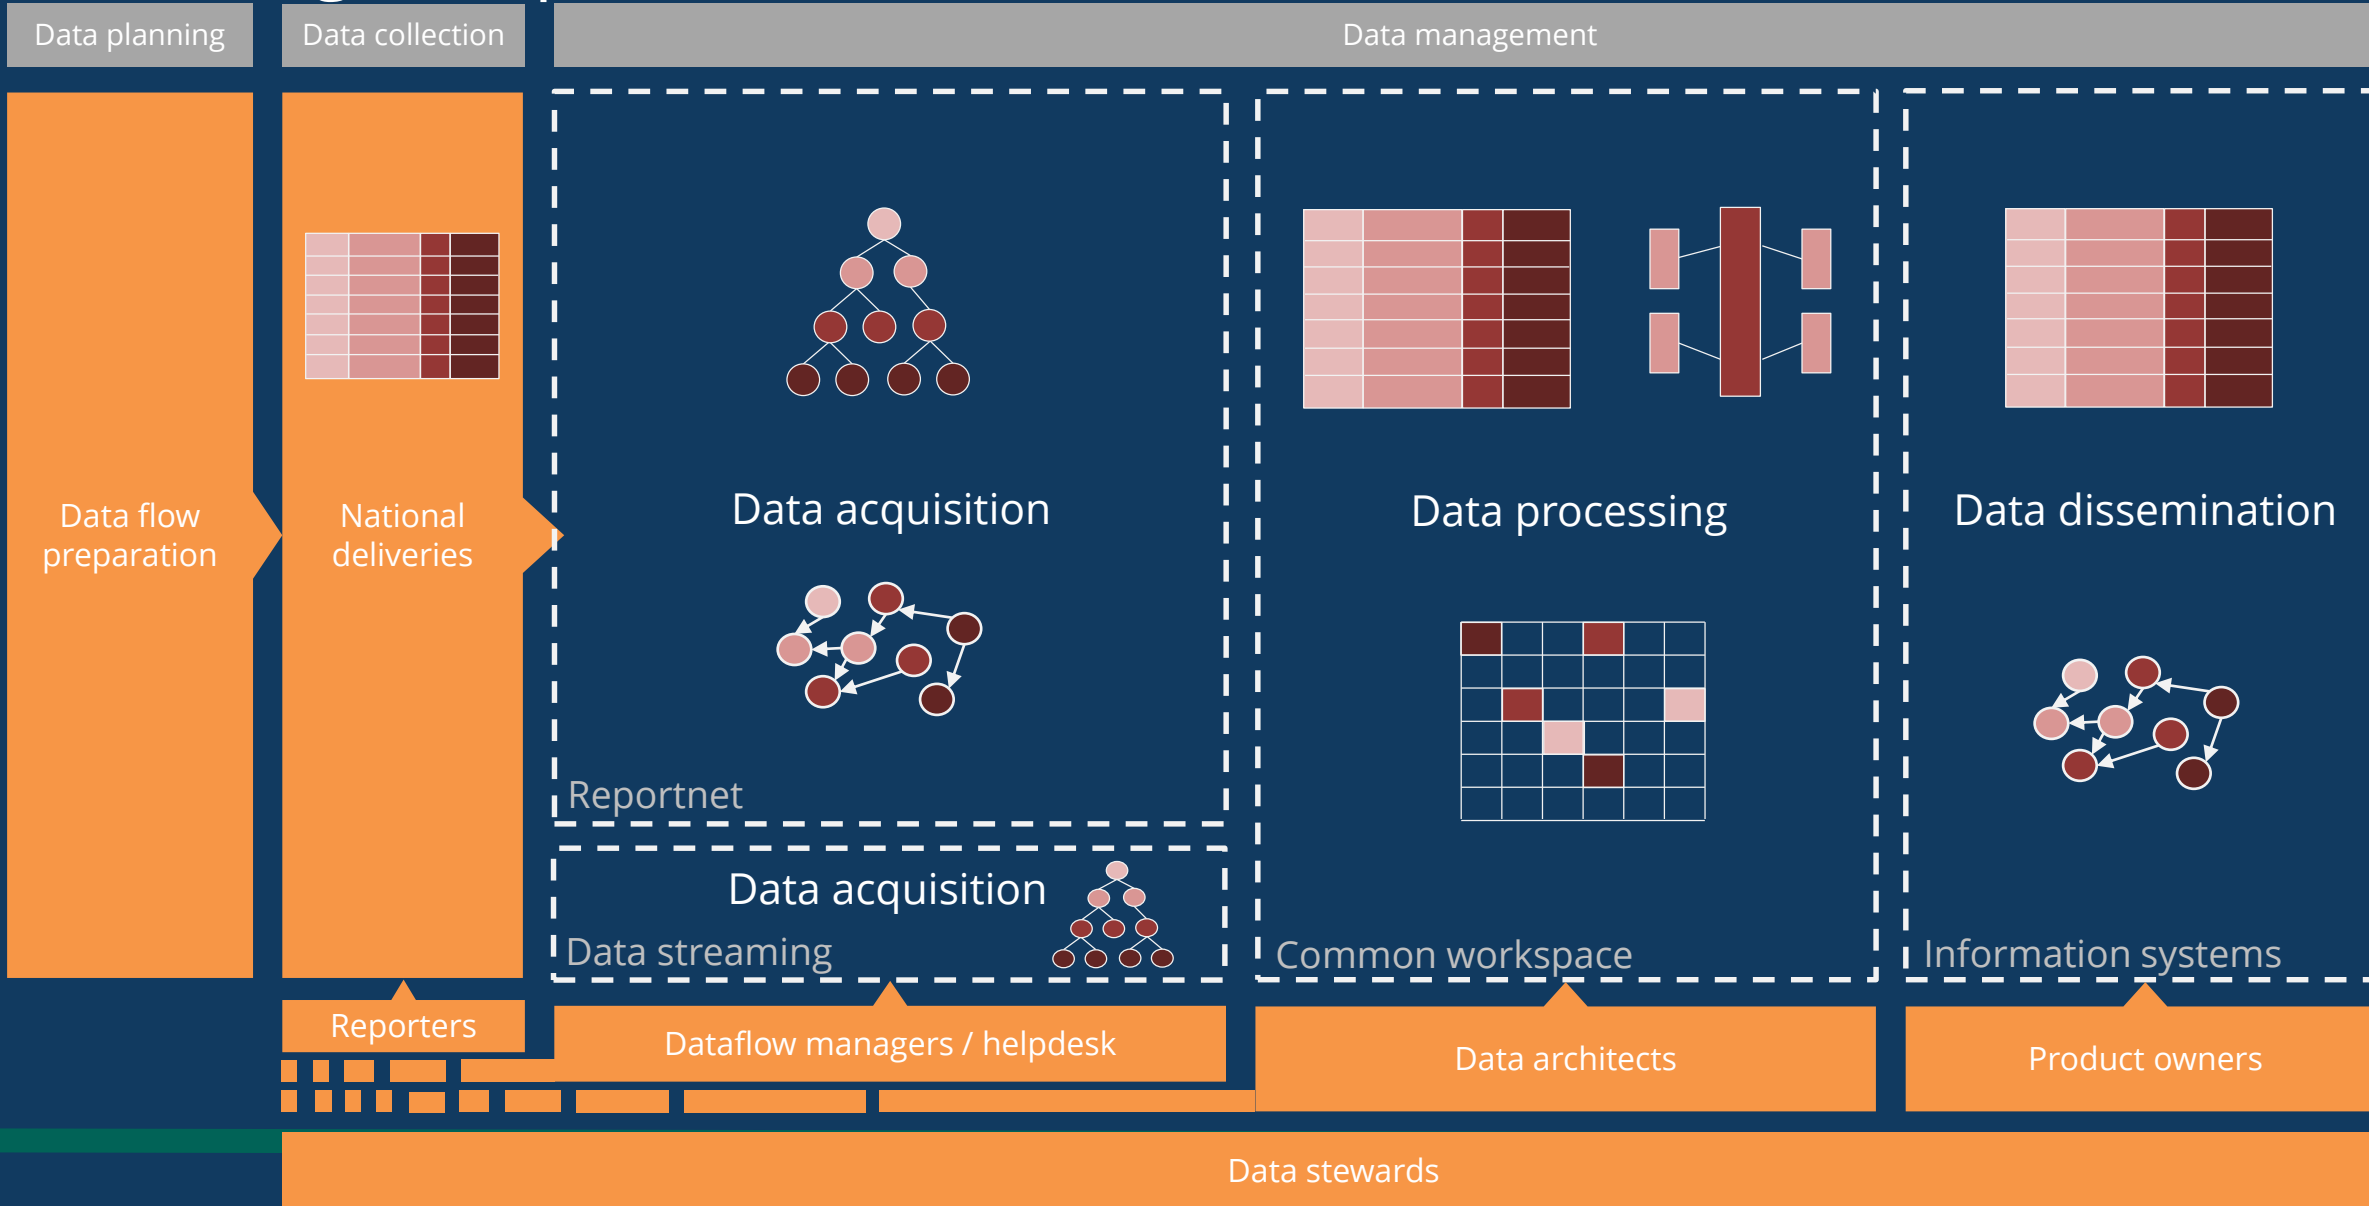 Data planning
Data collection
Data management
Data flow
preparation
National
deliveries
Data acquisition
Reportnet
Data acquisition
Data streaming
Data processing
Common workspace
Data dissemination
Information systems
Reporters
Dataflow managers / helpdesk
Data architects
Product owners
Data stewards